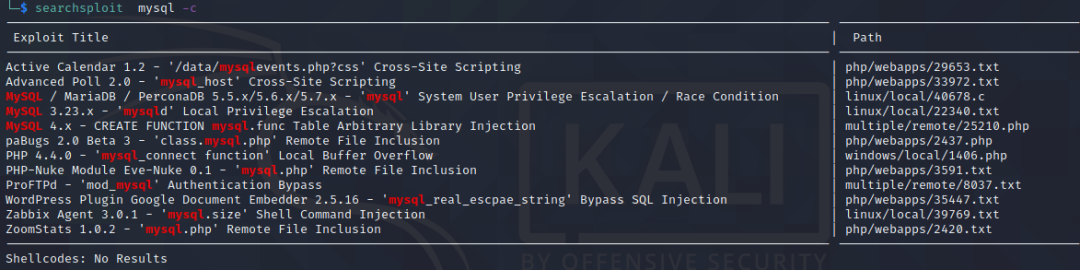 └─$ searchsploit mysql -c
Exploit Title | Path
Active Calendar 1.2 - '/data/mysqlevents.php?css' Cross-Site Scripting | php/webapps/29653.txt
Advanced Poll 2.0 - 'mysql_host' Cross-Site Scripting | php/webapps/33972.txt
MySQL / MariaDB / PerconaDB 5.5.x/5.6.x/5.7.x - 'mysql' System User Privilege Escalation / Race Condition | linux/local/40678.c
MySQL 3.23.x - 'mysqld' Local Privilege Escalation | linux/local/22340.txt
MySQL 4.x - CREATE FUNCTION mysql.func Table Arbitrary Library Injection | multiple/remote/25210.php
paBugs 2.0 Beta 3 - 'class.mysql.php' Remote File Inclusion | php/webapps/2437.php
PHP 4.4.0 - 'mysql_connect function' Local Buffer Overflow | windows/local/1406.php
PHP-Nuke Module Eve-Nuke 0.1 - 'mysql.php' Remote File Inclusion | php/webapps/3591.txt
ProFTPd - 'mod_mysql' Authentication Bypass | multiple/remote/8037.txt
WordPress Plugin Google Document Embedder 2.5.16 - 'mysql_real_escpae_string' Bypass SQL Injection | php/webapps/35447.txt
Zabbix Agent 3.0.1 - 'mysql.size' Shell Command Injection | linux/local/39769.txt
ZoomStats 1.0.2 - 'mysql.php' Remote File Inclusion | php/webapps/2420.txt
Shellcodes: No Results
KALI
BY OFFENSIVE SECURITY